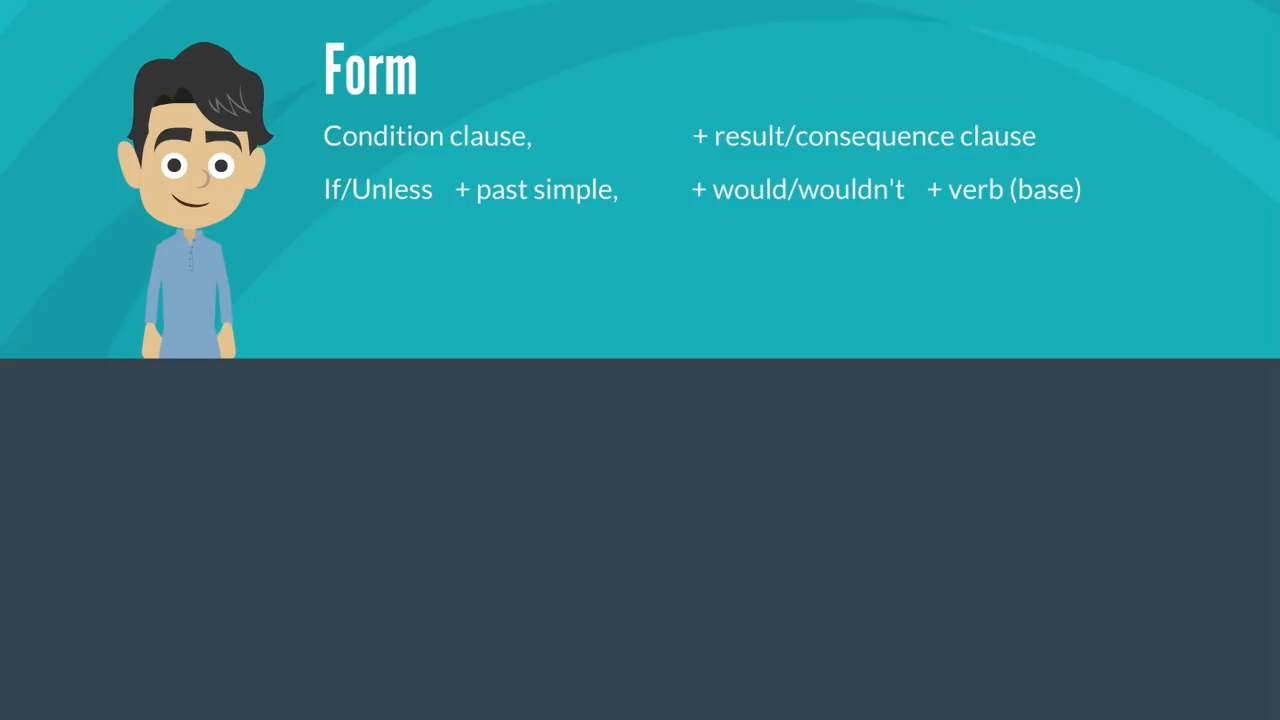 Form
Condition clause, + result/consequence clause
If/Unless + past simple, + would/wouldn't + verb (base)